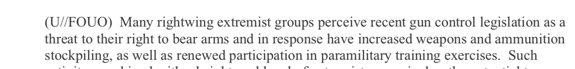 (U//FOUO) Many rightwing extremist groups perceive recent gun control legislation as a
threat to their right to bear arms and in response have increased weapons and ammunition
stockpiling, as well as renewed participation in paramilitary training exercises. Such